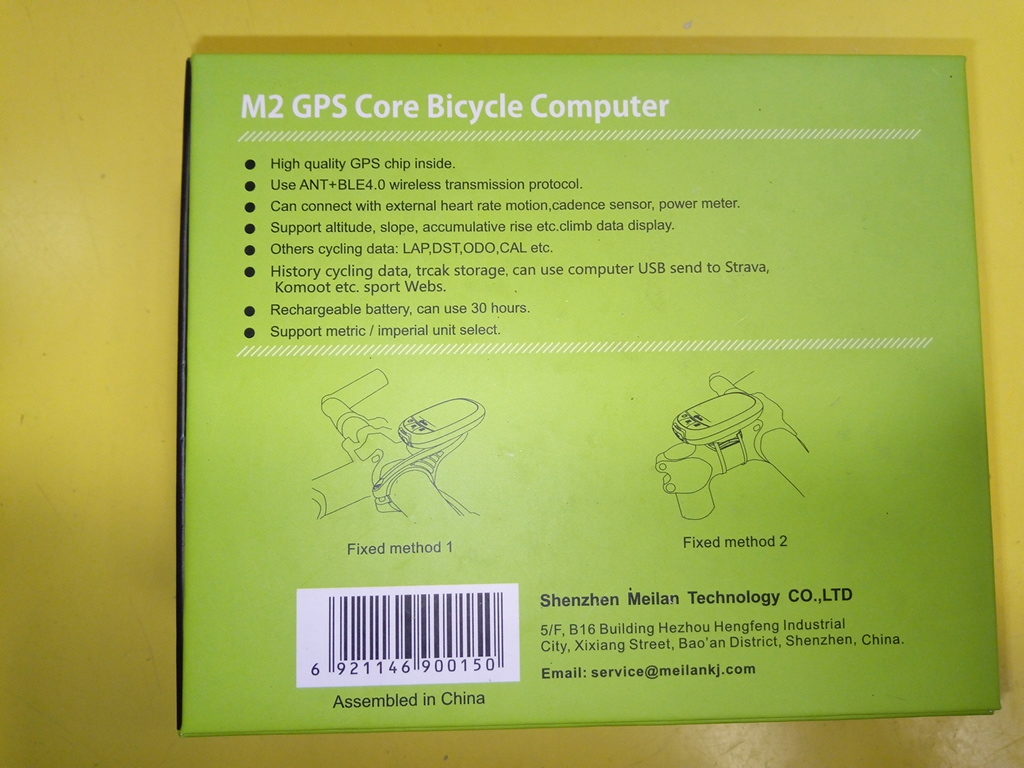 M2 GPS Core Bicycle Computer
High quality GPS chip inside.
Use ANT+BLE4.0 wireless transmission protocol.
Can connect with external heart rate motion,cadence sensor, power meter.
Support altitude, slope, accumulative rise etc.climb data display.
Others cycling data: LAP,DST,ODO,CAL etc.
History cycling data, trcak storage, can use computer USB send to Strava,
Komoot etc. sport Webs.
Rechargeable battery, can use 30 hours.
Support metric / imperial unit select.
Fixed method 1
Fixed method 2
6 921146 900150
Assembled in China
Shenzhen Meilan Technology CO.,LTD
5/F, B16 Building Hezhou Hengfeng Industrial
City, Xixiang Street, Bao'an District, Shenzhen, China.
Email: service@meilankj.com